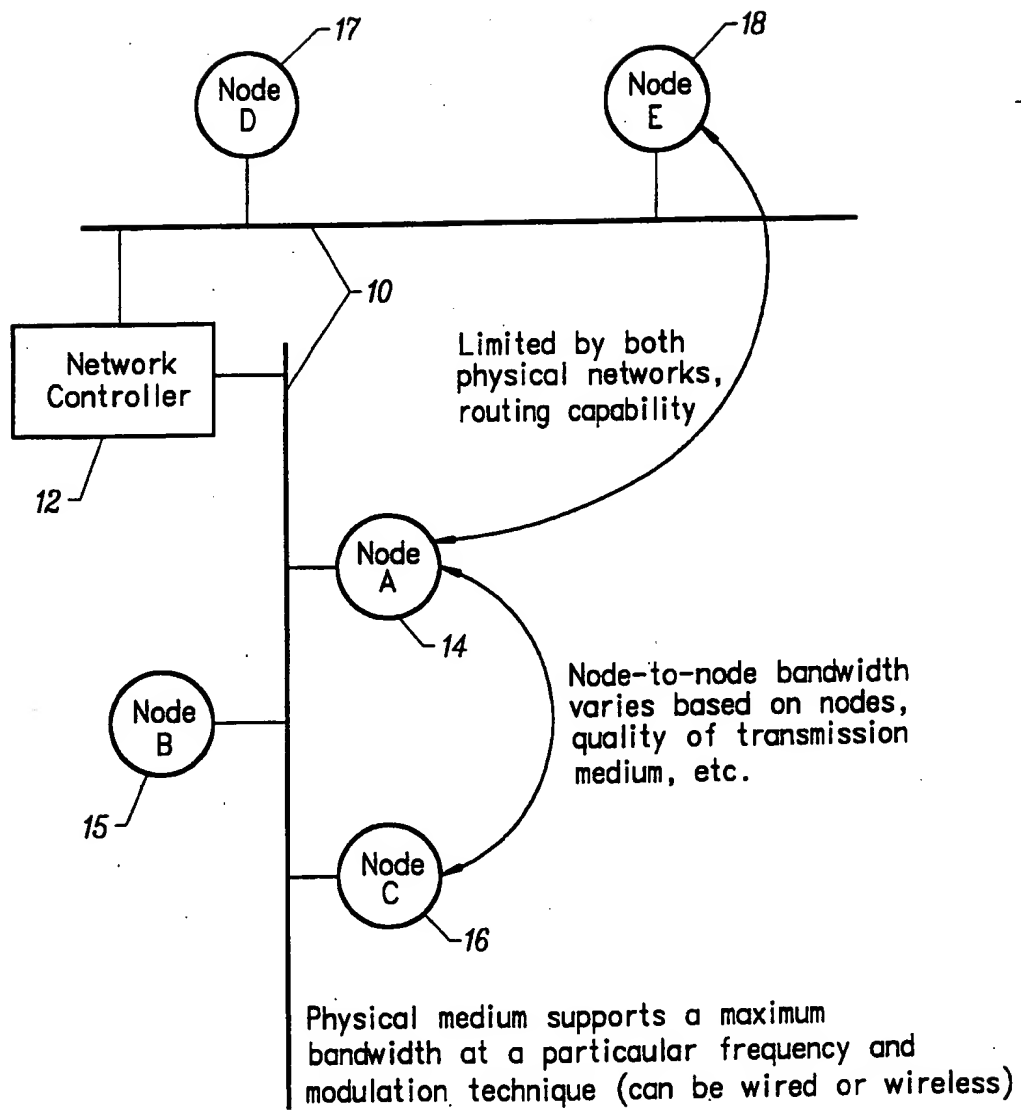 17
18
Node
D
Node
E
10
Network
Controller
Limited by both
physical networks,
routing capability
12
Node
A
14
Node
B
Node-to-node bandwidth
varies based on nodes,
quality of transmission
medium, etc.
15
Node
C
16
Physical medium supports a maximum
bandwidth at a particaular frequency and
modulation technique (can be wired or wireless)